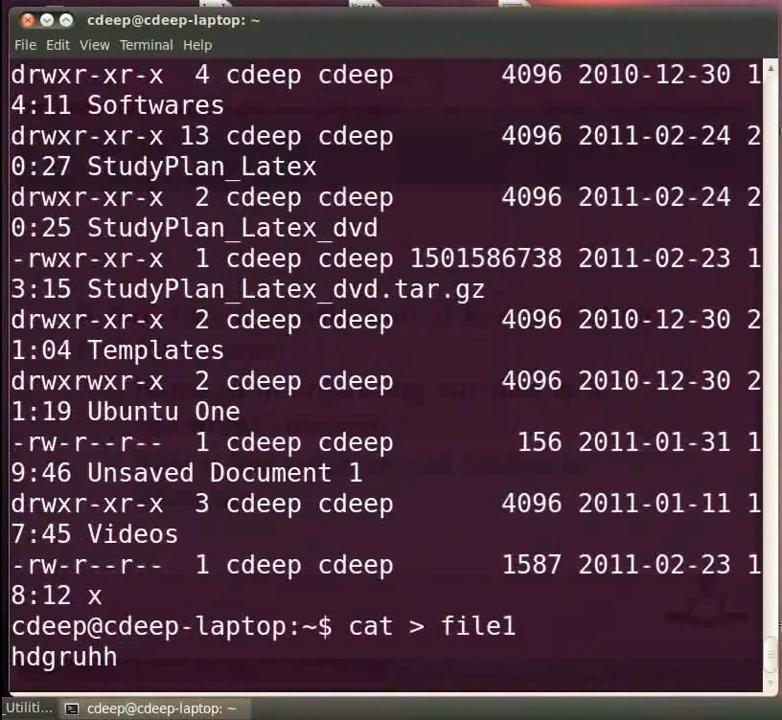 cdeep@cdeep-laptop: ~
File Edit View Terminal Help
drwxr-xr-x  4 cdeep cdeep       4096 2010-12-30 1
4:11 Softwares
drwxr-xr-x 13 cdeep cdeep       4096 2011-02-24 2
0:27 StudyPlan_Latex
drwxr-xr-x  2 cdeep cdeep       4096 2011-02-24 2
0:25 StudyPlan_Latex_dvd
-rwxr-xr-x  1 cdeep cdeep 1501586738 2011-02-23 1
3:15 StudyPlan_Latex_dvd.tar.gz
drwxr-xr-x  2 cdeep cdeep       4096 2010-12-30 2
1:04 Templates
drwxrwxr-x  2 cdeep cdeep       4096 2010-12-30 2
1:19 Ubuntu One
-rw-r--r--  1 cdeep cdeep        156 2011-01-31 1
9:46 Unsaved Document 1
drwxr-xr-x  3 cdeep cdeep       4096 2011-01-11 1
7:45 Videos
-rw-r--r--  1 cdeep cdeep       1587 2011-02-23 1
8:12 x
cdeep@cdeep-laptop:~$ cat > file1
hdgruhh
Utiliti... cdeep@cdeep-laptop: ~